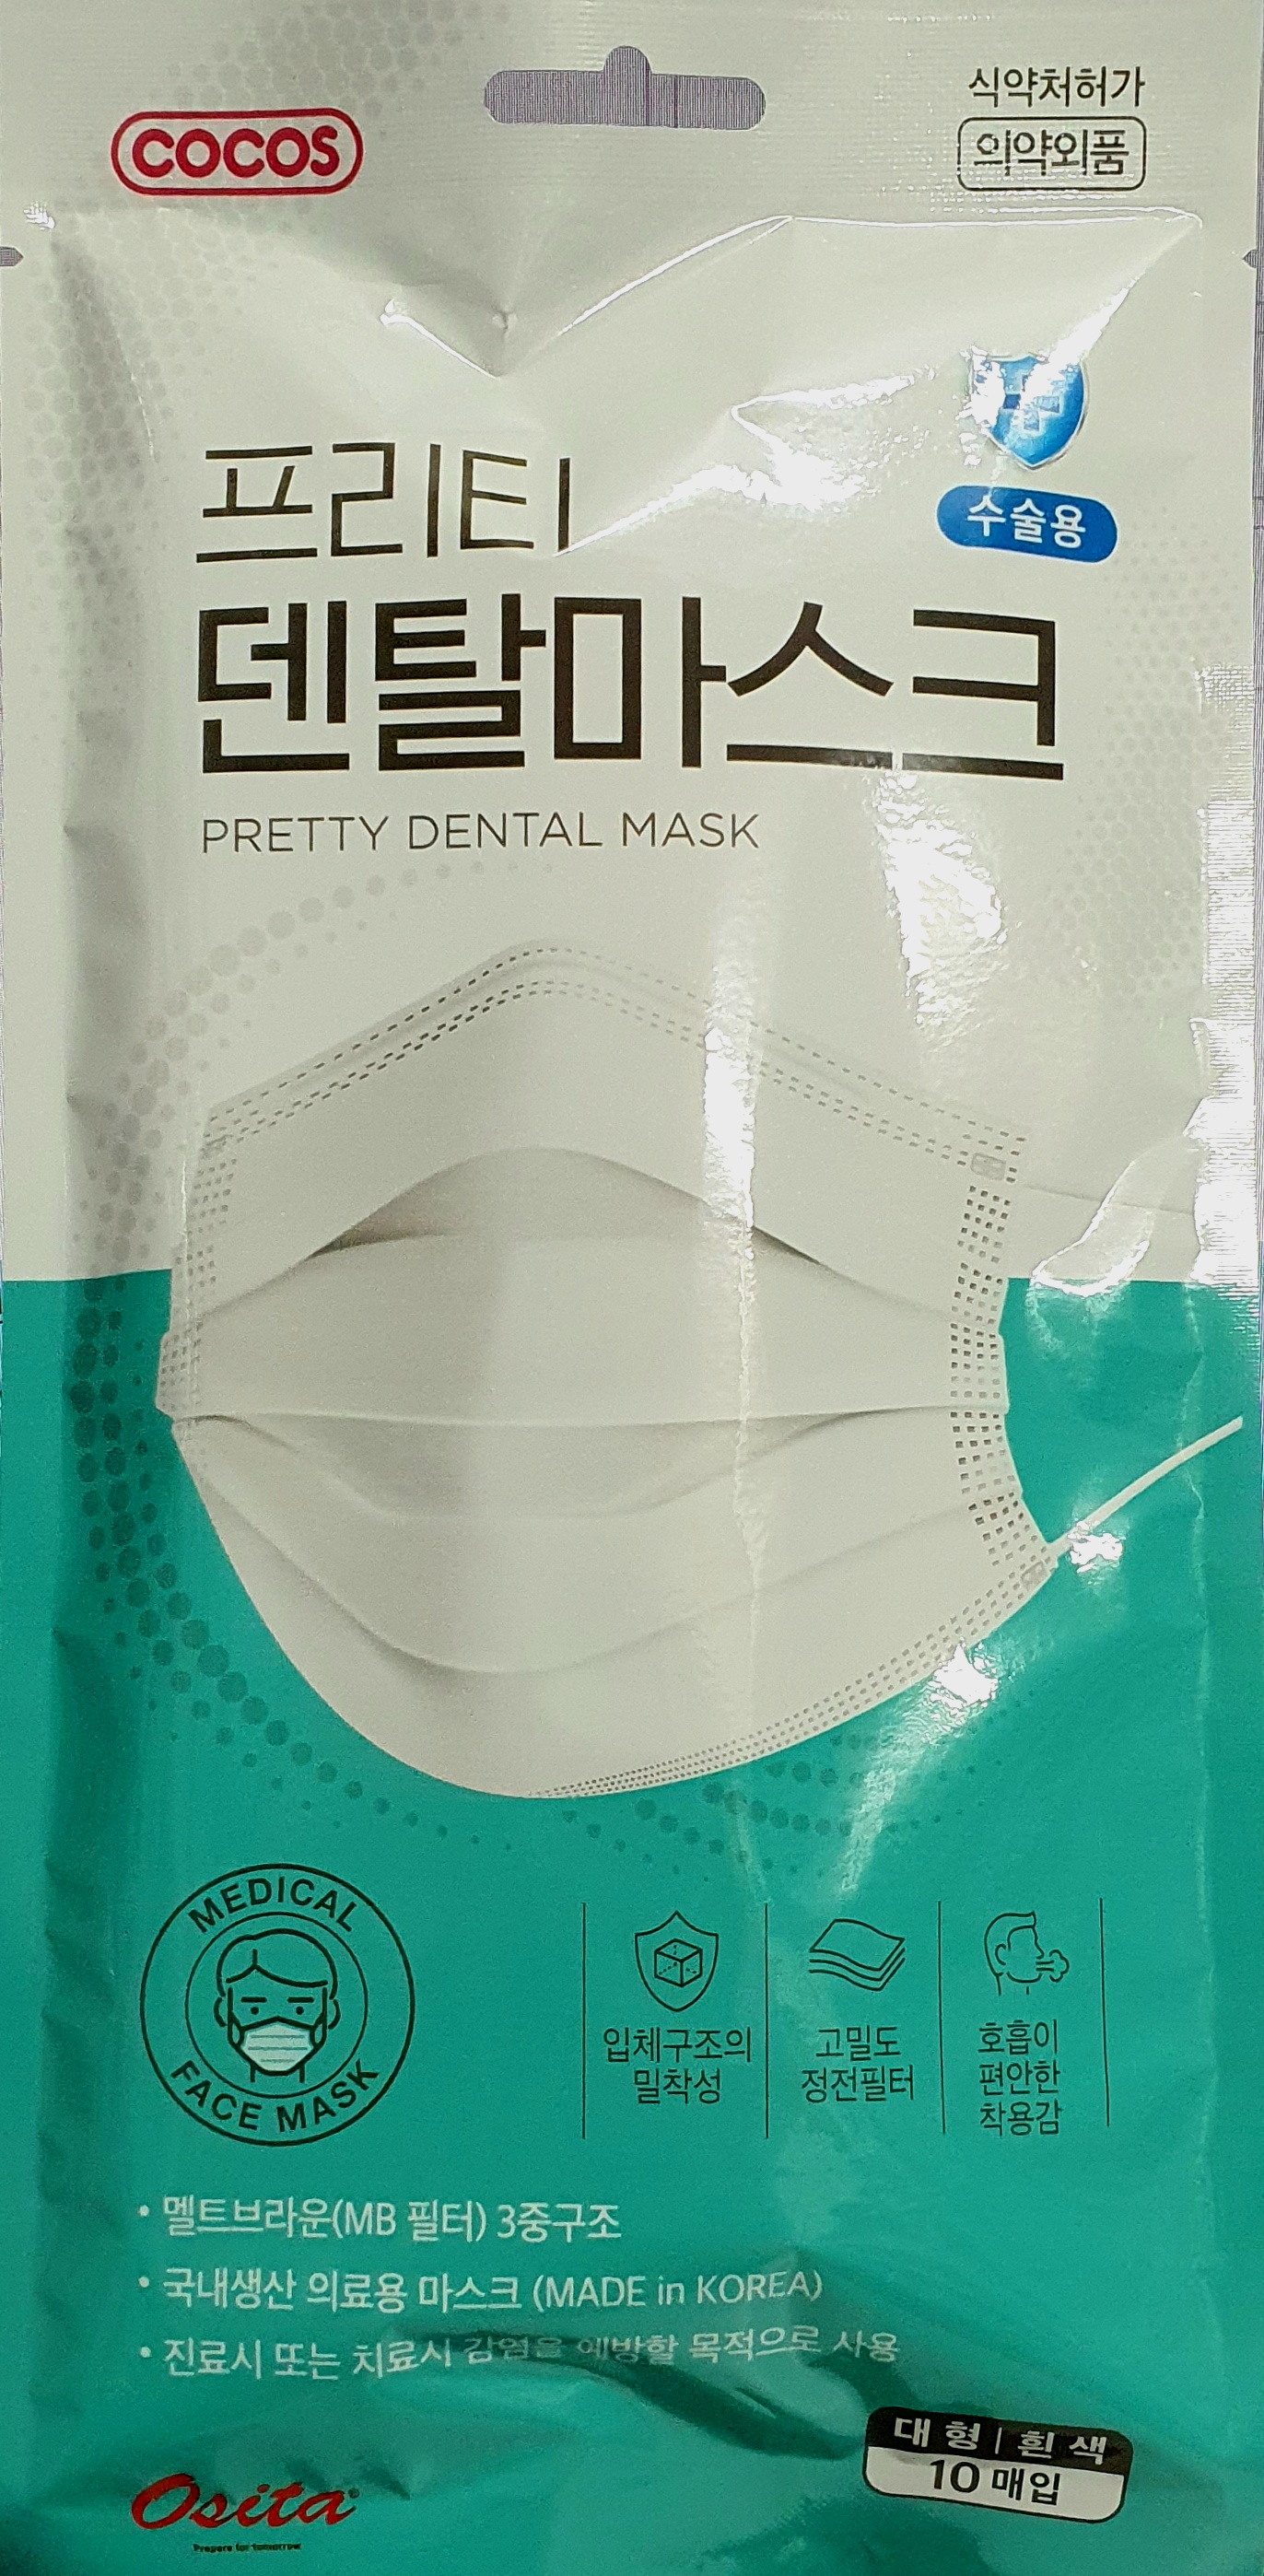 식약처허가
COCOS
의약외품
수술용
프리티
덴탈마스크
PRETTY DENTAL MASK
MEDICAL
FACE MASK
입체구조의
밀착성
고밀도
정전필터
호흡이
편안한
착용감
• 멜트브라운(MB 필터) 3중구조
• 국내생산 의료용 마스크 (MADE in KOREA)
• 진료시 또는 치료시 감염을 예방할 목적으로 사용
대형 | 흰색
10 매입
Osita®
Prepare for tomorrow